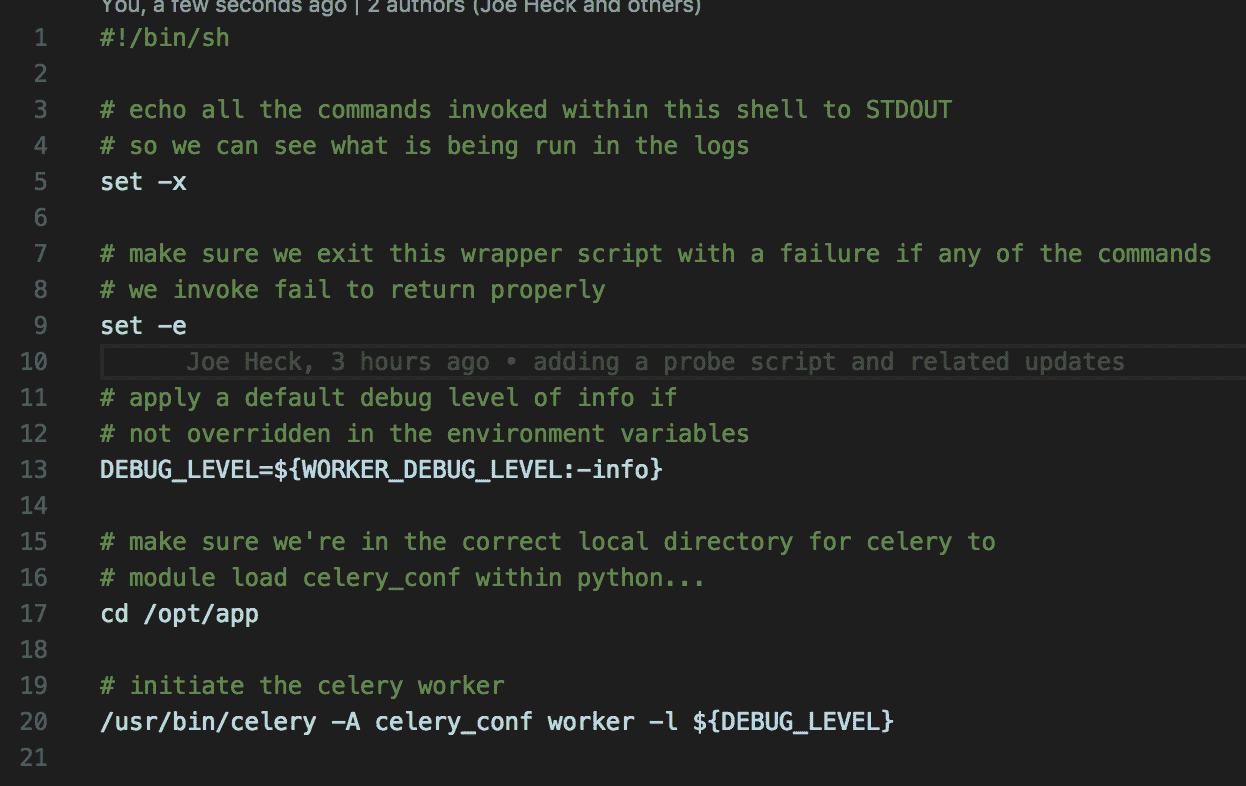 You, a few seconds ago | 2 authors (Joe Heck and others)
1 #!/bin/sh
2
3 # echo all the commands invoked within this shell to STDOUT
4 # so we can see what is being run in the logs
5 set -x
6
7 # make sure we exit this wrapper script with a failure if any of the commands
8 # we invoke fail to return properly
9 set -e
10 Joe Heck, 3 hours ago • adding a probe script and related updates
11 # apply a default debug level of info if
12 # not overridden in the environment variables
13 DEBUG_LEVEL=${WORKER_DEBUG_LEVEL:-info}
14
15 # make sure we're in the correct local directory for celery to
16 # module load celery_conf within python...
17 cd /opt/app
18
19 # initiate the celery worker
20 /usr/bin/celery -A celery_conf worker -l ${DEBUG_LEVEL}
21